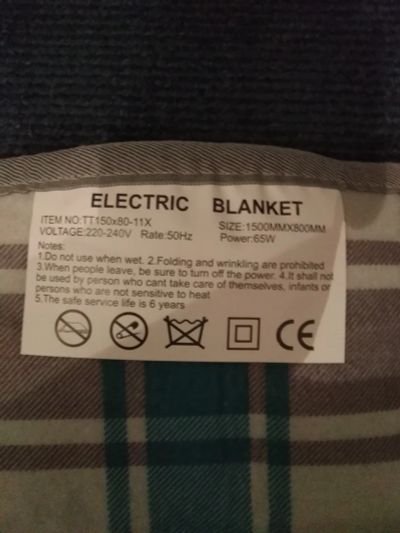 ELECTRIC BLANKET
ITEM NO:TT150x80-11X SIZE:1500MMX800MM
VOLTAGE:220-240V Rate:50Hz Power:65W
Notes:
1.Do not use when wet. 2.Folding and wrinkling are prohibited
3.When people leave, be sure to turn off the power. 4.It shall not
be used by person who cant take care of themselves, infants or
persons who are not sensitive to heat
5.The safe service life is 6 years
CE